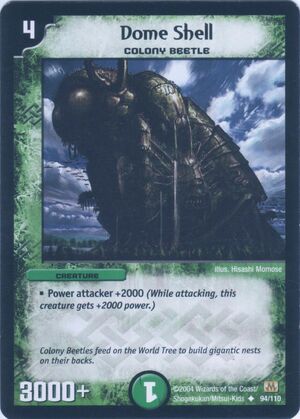 4
Dome Shell
COLONY BEETLE
illus. Hisashi Momose
CREATURE
▪ Power attacker +2000 (While attacking, this
creature gets +2000 power.)
Colony Beetles feed on the World Tree to build gigantic nests
on their backs.
3000+
1
©2004 Wizards of the Coast/
Shogakukan/Mitsui-Kids ◆ 94/110